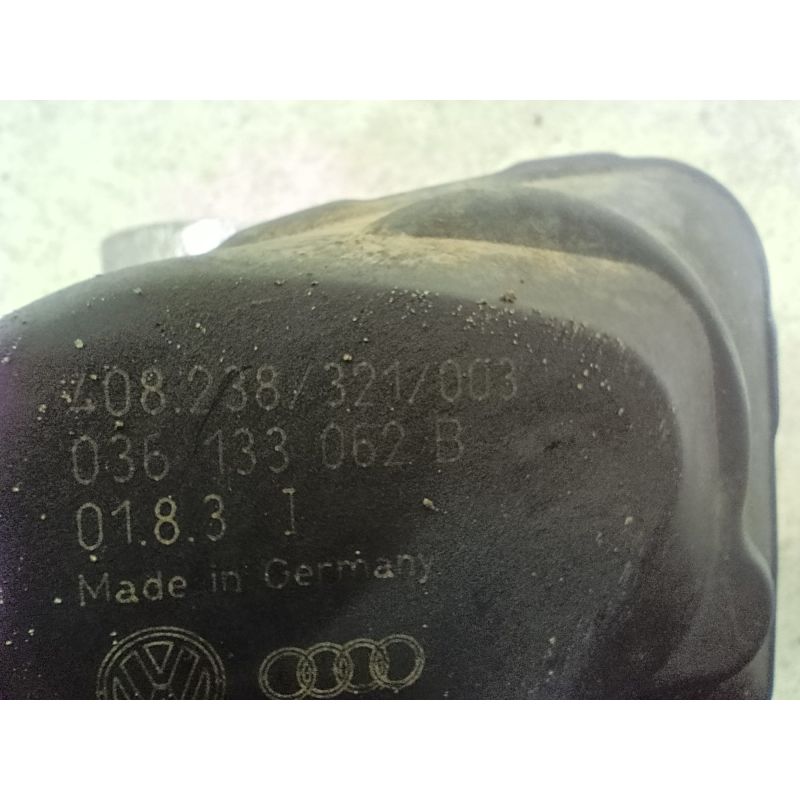 408.238/321/003
036 133 062 B
01.8.3 I
Made in Germany